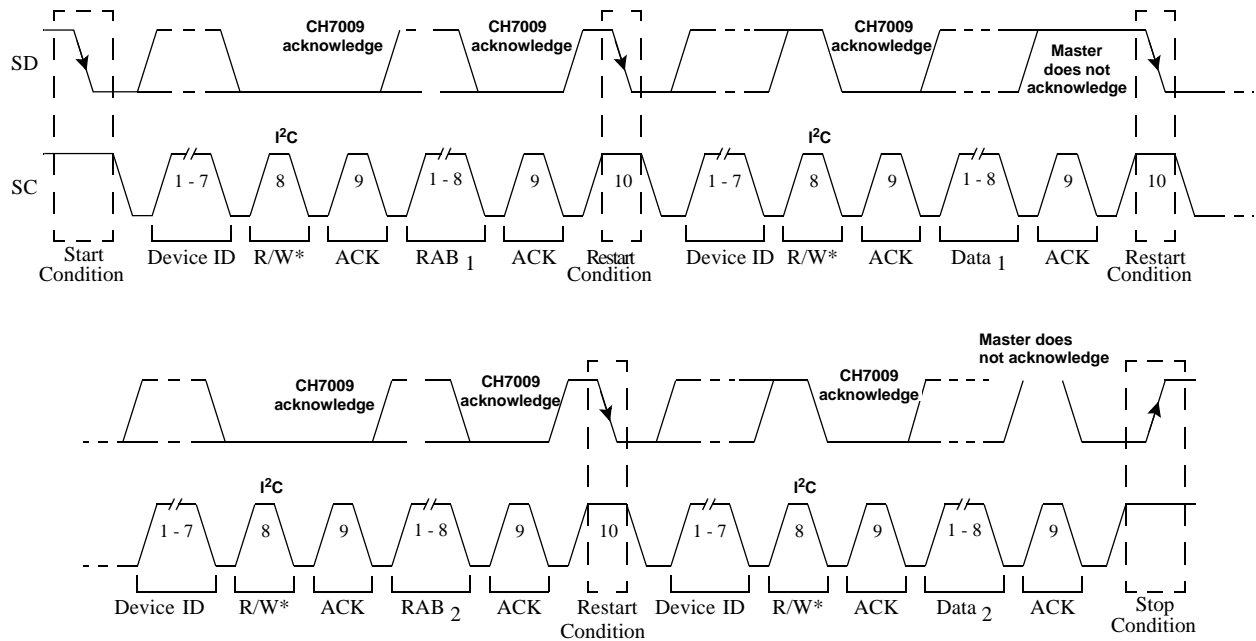 CH7009 acknowledge
CH7009 acknowledge
CH7009 acknowledge
SD
Master does not acknowledge
I²C
I²C
SC
1 - 7
8
9
1 - 8
9
10
1 - 7
8
9
1 - 8
9
10
Start Condition
Device ID
R/W*
ACK
RAB 1
ACK
Restart Condition
Device ID
R/W*
ACK
Data 1
ACK
Restart Condition
CH7009 acknowledge
CH7009 acknowledge
CH7009 acknowledge
Master does not acknowledge
I²C
I²C
1 - 7
8
9
1 - 8
9
10
1 - 7
8
9
1 - 8
9
Device ID
R/W*
ACK
RAB 2
ACK
Restart Condition
Device ID
R/W*
ACK
Data 2
ACK
Stop Condition